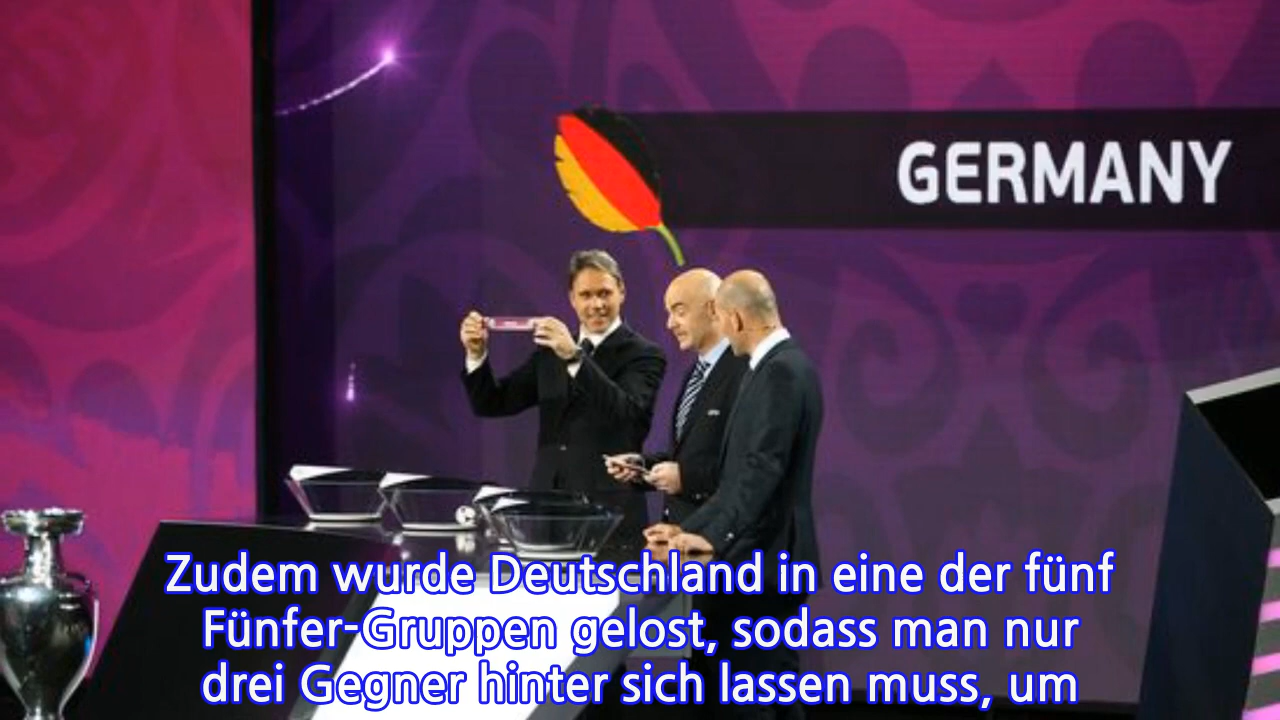 GERMANY
Zudem wurde Deutschland in eine der fünf
Fünfer-Gruppen gelost, sodass man nur
drei Gegner hinter sich lassen muss, um